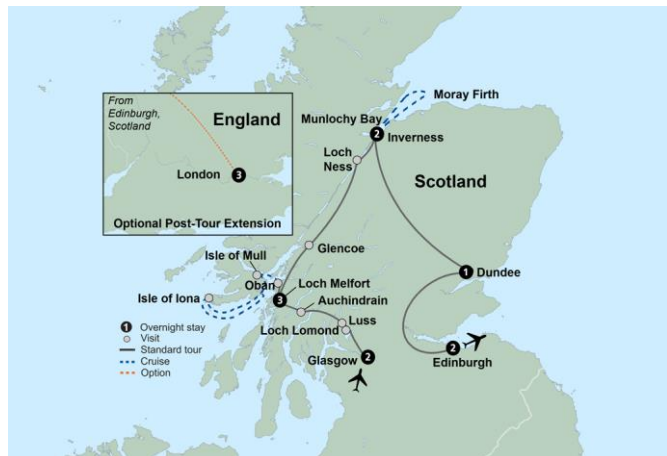 From
Edinburgh,
Scotland
England
London
3
Optional Post-Tour Extension
Moray Firth
Munlochy Bay
2
Inverness
Loch
Ness
Scotland
Glencoe
Isle of Mull
Oban
Loch Melfort
3
Isle of Iona
Auchindrain
1
Dundee
Luss
Loch Lomond
Glasgow
2
2
Edinburgh
1 Overnight stay
Visit
Standard tour
Cruise
Option